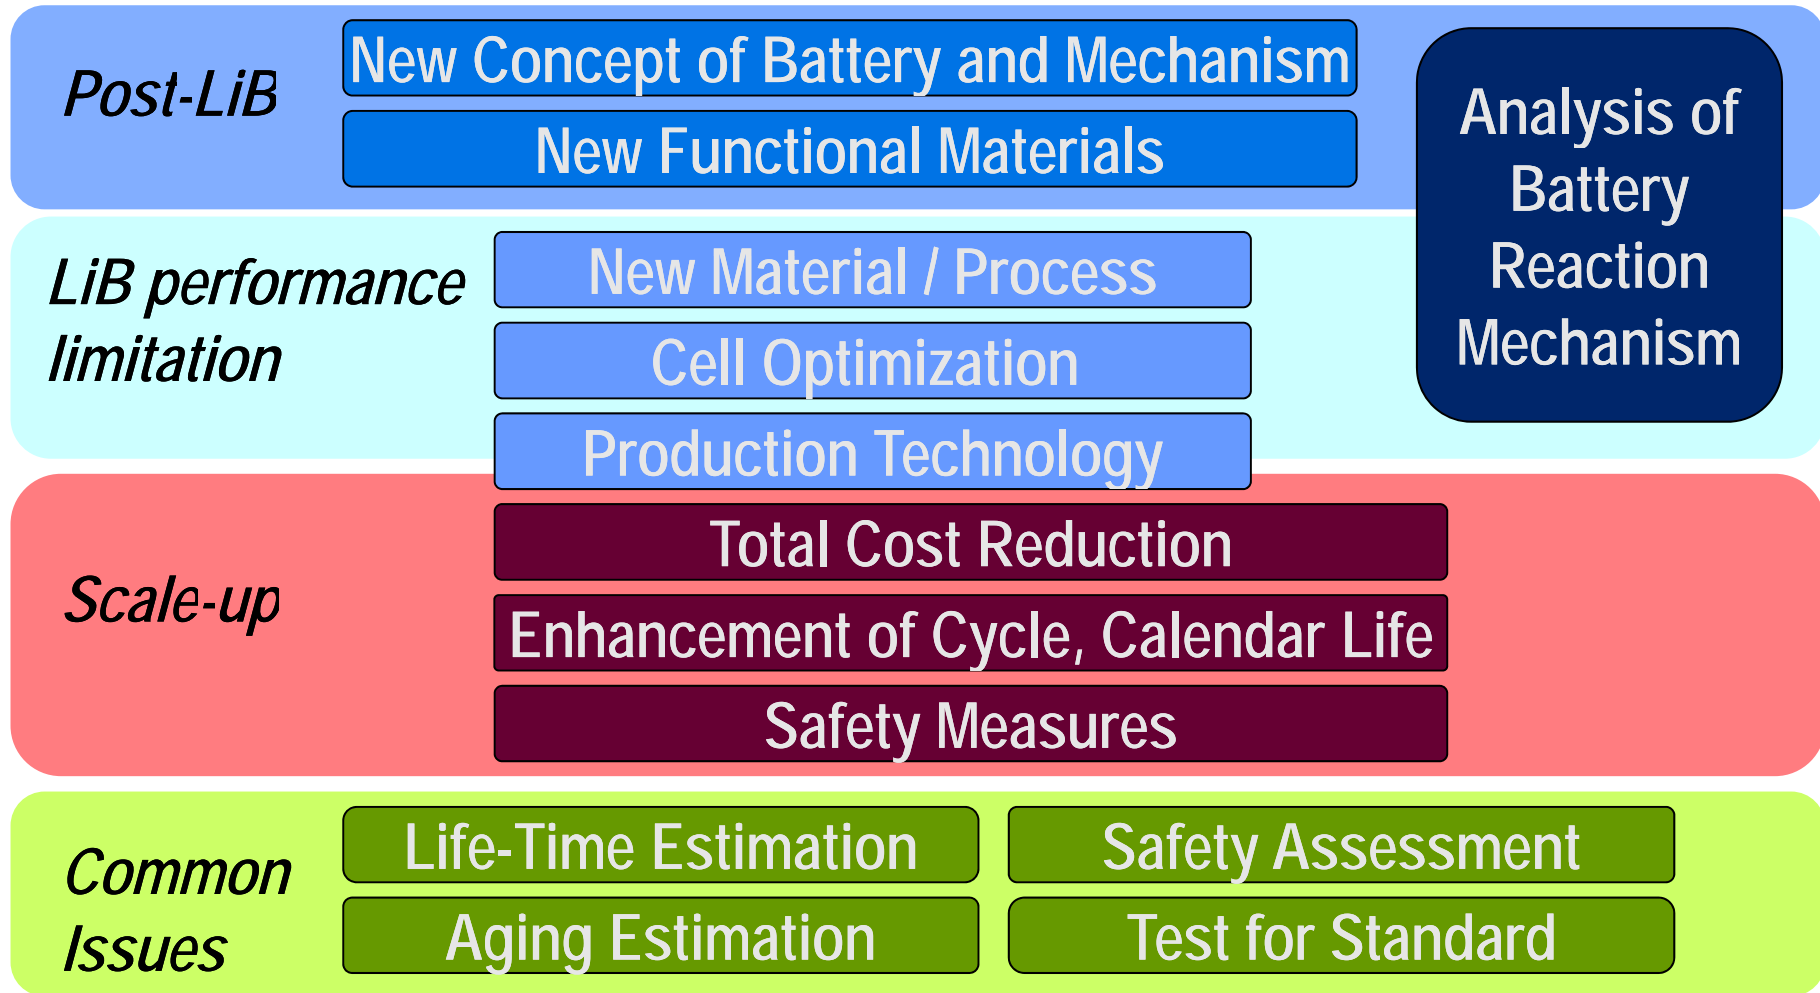 Post-LiB
New Concept of Battery and Mechanism
New Functional Materials
Analysis of
Battery
Reaction
Mechanism
LiB performance
limitation
New Material / Process
Cell Optimization
Production Technology
Scale-up
Total Cost Reduction
Enhancement of Cycle, Calendar Life
Safety Measures
Common
Issues
Life-Time Estimation
Safety Assessment
Aging Estimation
Test for Standard